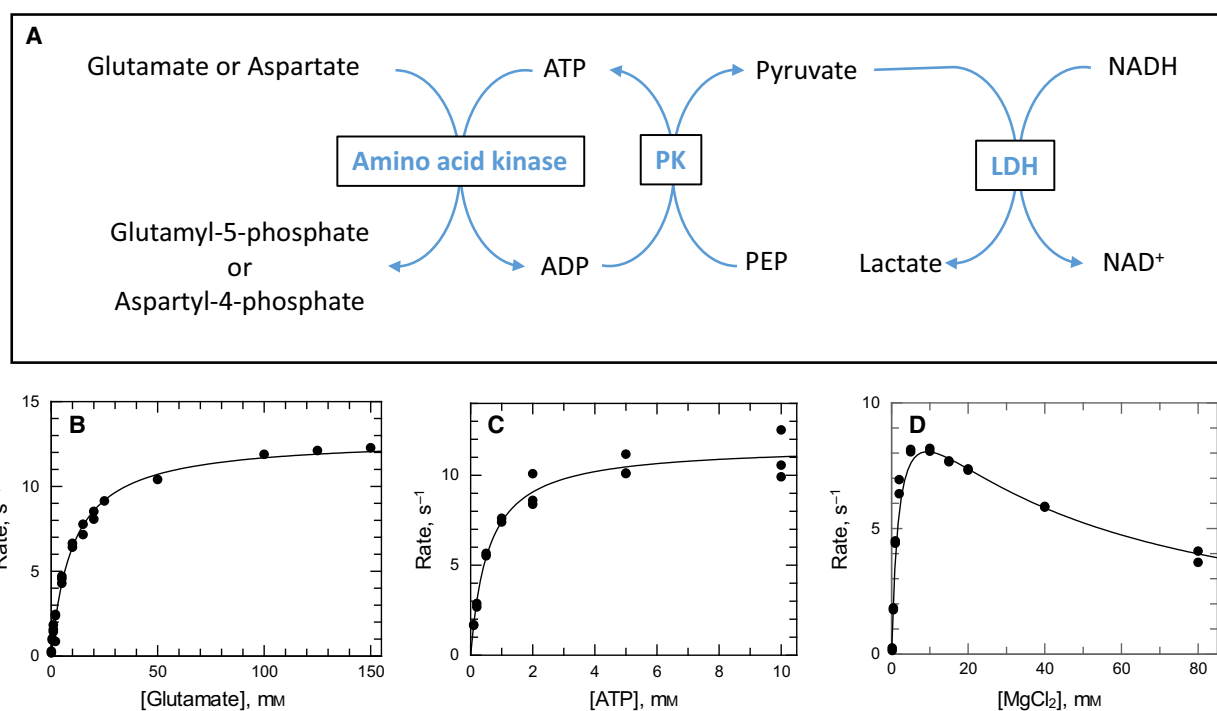 A
Glutamate or Aspartate
ATP
Pyruvate
NADH
Amino acid kinase
PK
LDH
Glutamyl-5-phosphate
or
Aspartyl-4-phosphate
ADP
PEP
Lactate
NAD⁺
B
15
10
5
0
0 50 100 150
[Glutamate], mM
C
Rate, s⁻¹
10
5
0
0 2 4 6 8 10
[ATP], mM
D
Rate, s⁻¹
10
5
0
0 20 40 60 80
[MgCl₂], mM